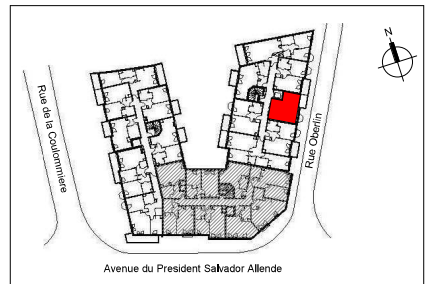 N
Rue de la Coulommiere
Rue Oberlin
Avenue du President Salvador Allende